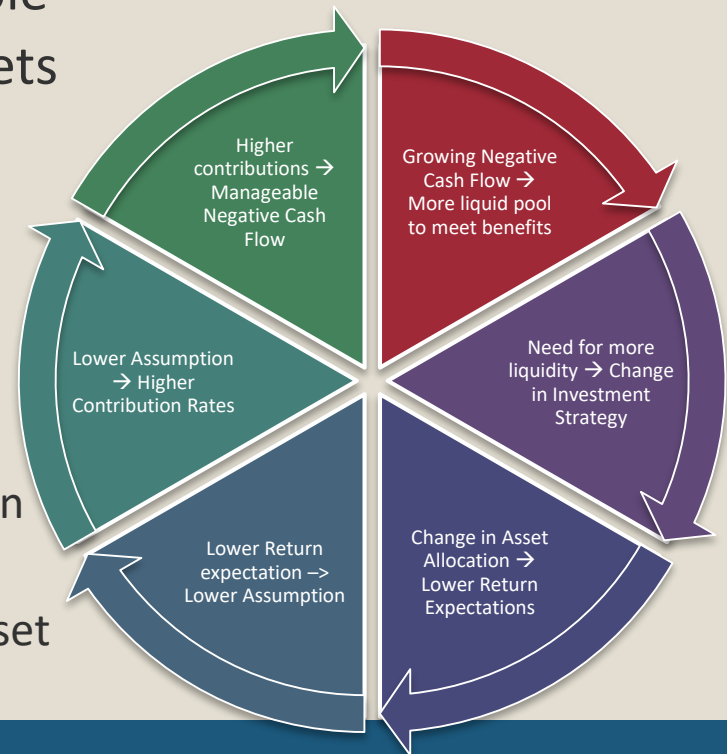 ets
Higher
contributions →
Manageable
Negative Cash
Flow
Growing Negative
Cash Flow →
More liquid pool
to meet benefits
Need for more
liquidity → Change
in Investment
Strategy
Change in Asset
Allocation →
Lower Return
Expectations
Lower Return
expectation –>
Lower Assumption
Lower Assumption
→ Higher
Contribution Rates
n
set